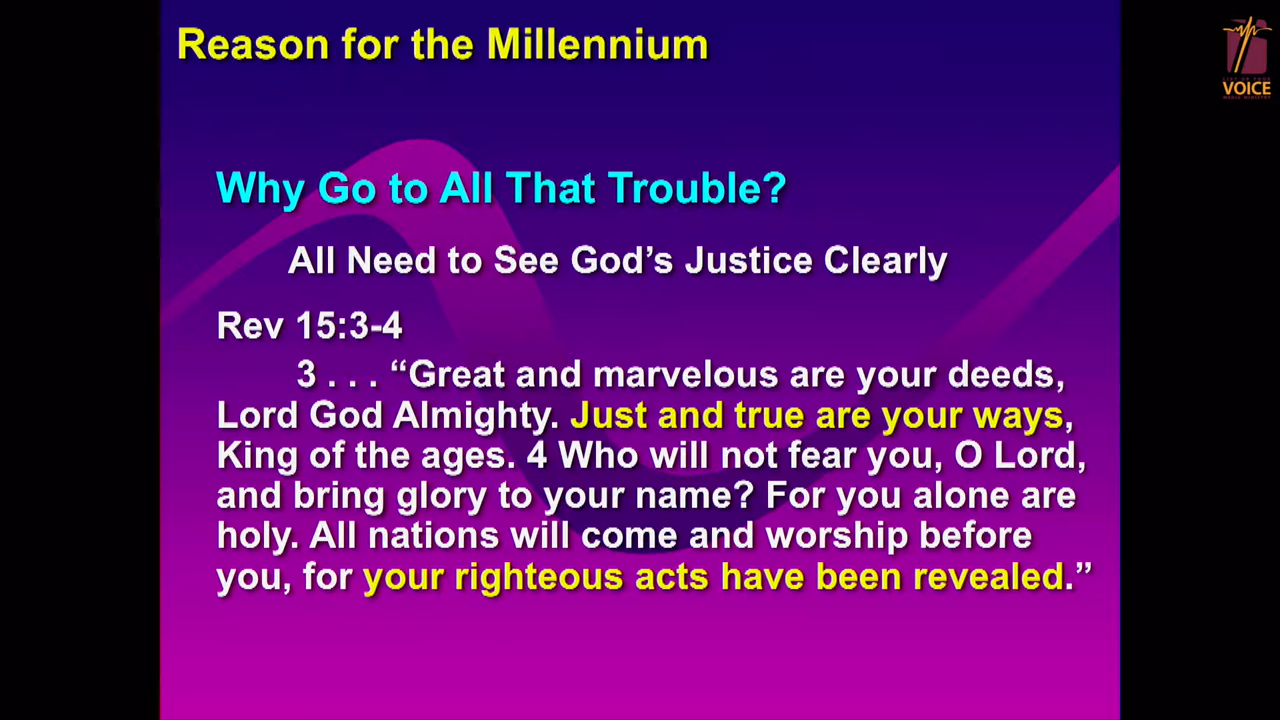 Reason for the Millennium
VOICE
Why Go to All That Trouble?
All Need to See God's Justice Clearly
Rev 15:3-4
3 . . . “Great and marvelous are your deeds,
Lord God Almighty. Just and true are your ways,
King of the ages. 4 Who will not fear you, O Lord,
and bring glory to your name? For you alone are
holy. All nations will come and worship before
you, for your righteous acts have been revealed.”